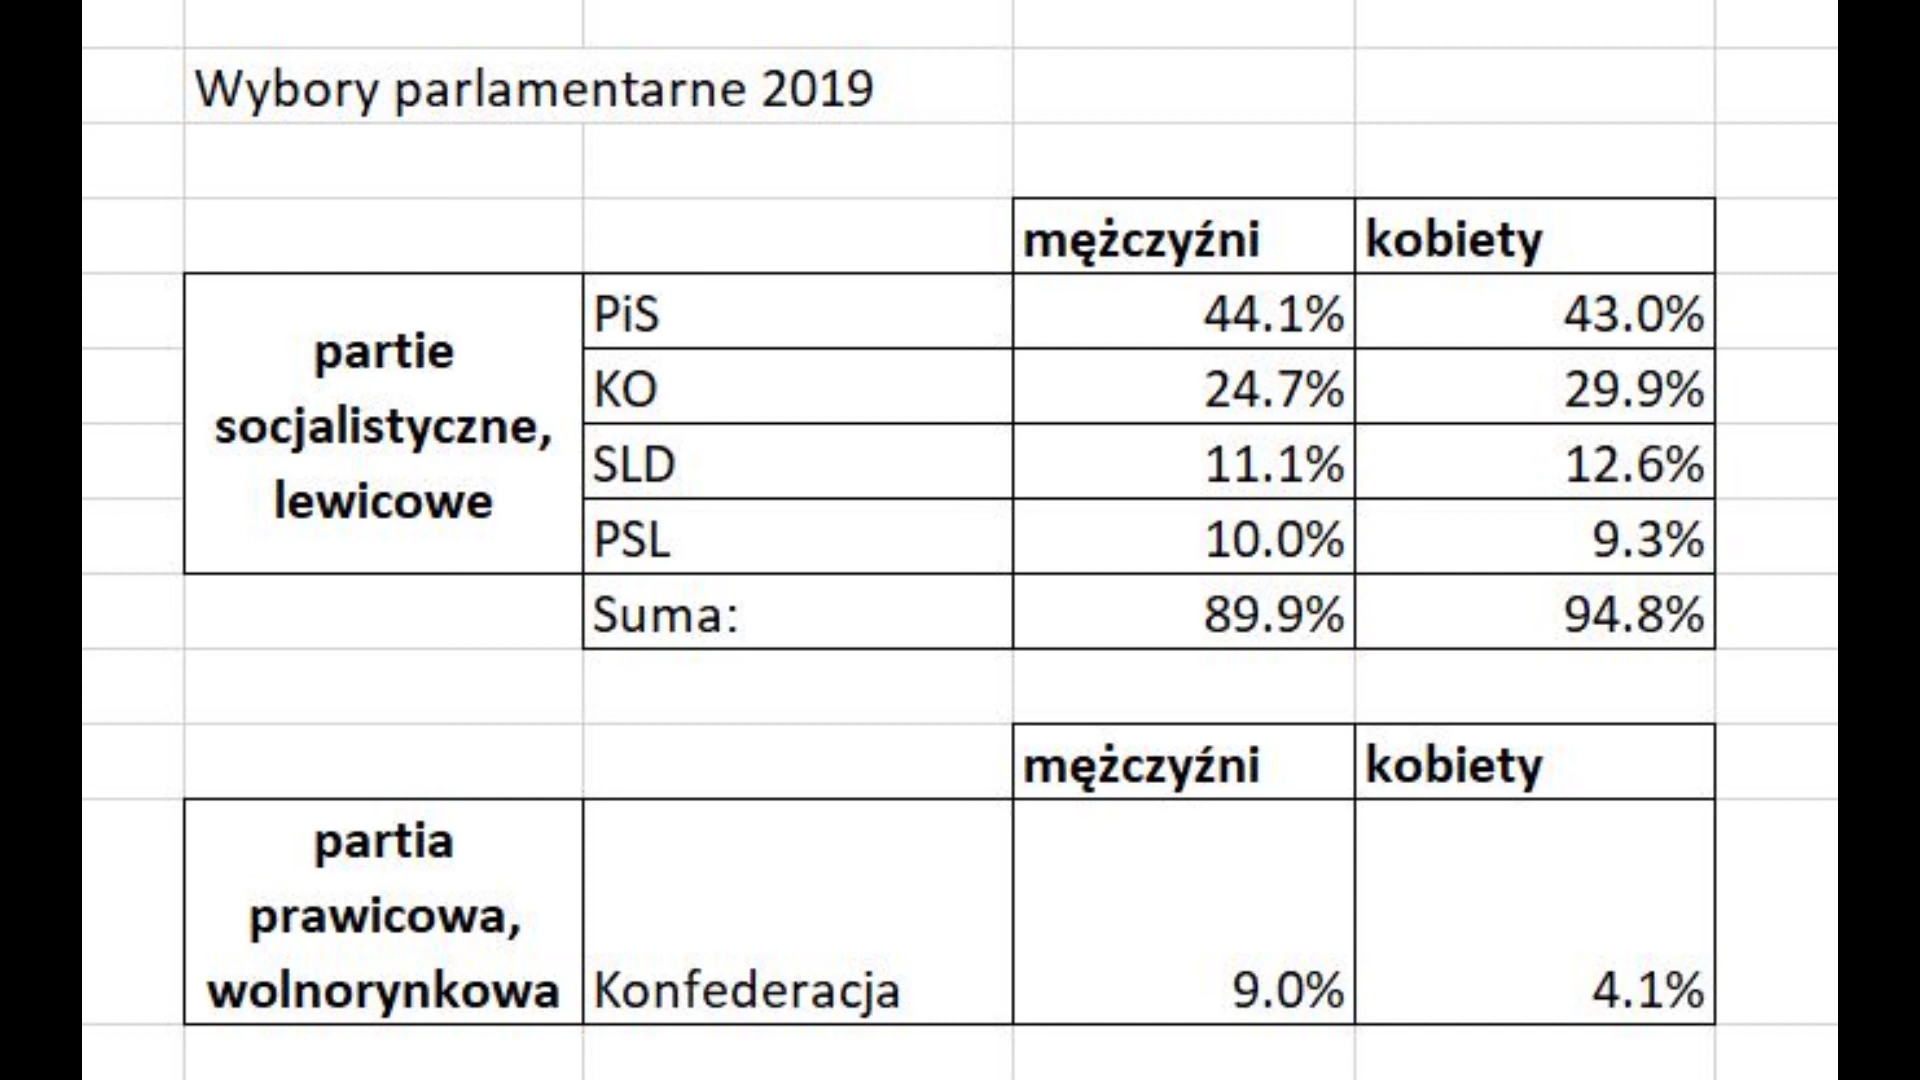 Wybory parlamentarne 2019
mężczyźni kobiety
partie
socjalistyczne,
lewicowe
PiS 44.1% 43.0%
KO 24.7% 29.9%
SLD 11.1% 12.6%
PSL 10.0% 9.3%
Suma: 89.9% 94.8%
mężczyźni kobiety
partia
prawicowa,
wolnorynkowa
Konfederacja 9.0% 4.1%